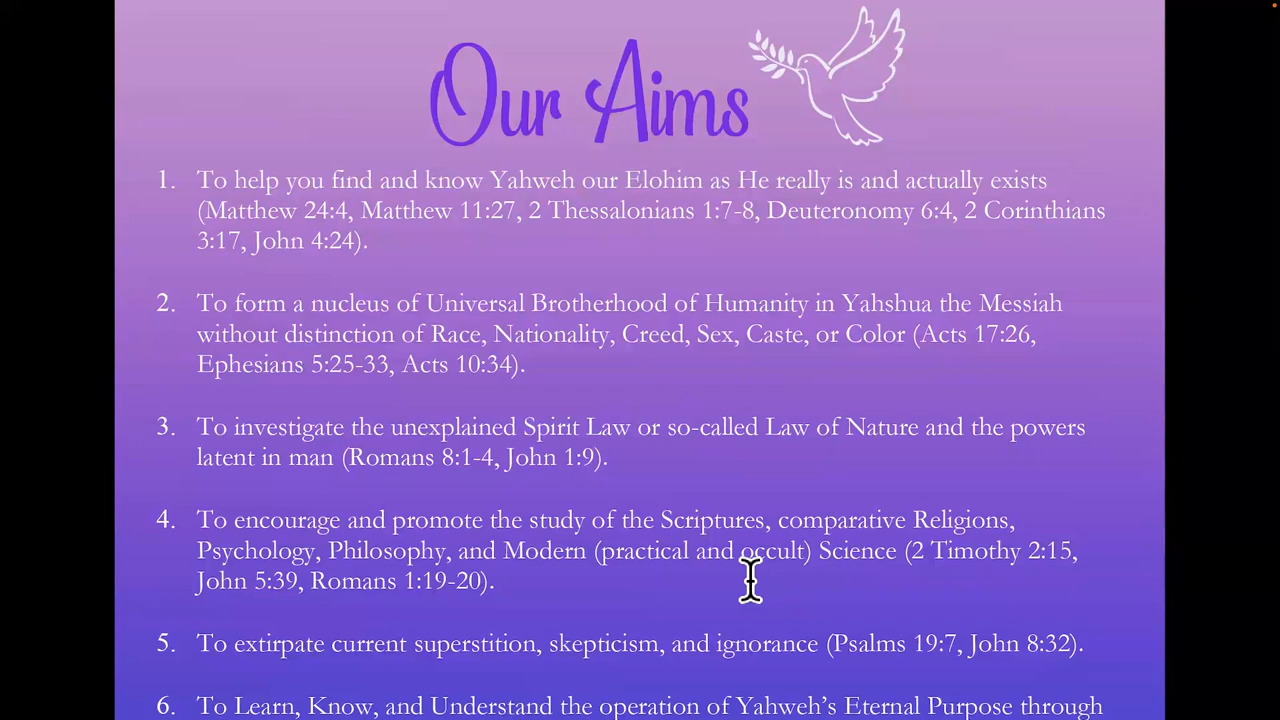 Our Aims
1. To help you find and know Yahweh our Elohim as He really is and actually exists
(Matthew 24:4, Matthew 11:27, 2 Thessalonians 1:7-8, Deuteronomy 6:4, 2 Corinthians
3:17, John 4:24).
2. To form a nucleus of Universal Brotherhood of Humanity in Yahshua the Messiah
without distinction of Race, Nationality, Creed, Sex, Caste, or Color (Acts 17:26,
Ephesians 5:25-33, Acts 10:34).
3. To investigate the unexplained Spirit Law or so-called Law of Nature and the powers
latent in man (Romans 8:1-4, John 1:9).
4. To encourage and promote the study of the Scriptures, comparative Religions,
Psychology, Philosophy, and Modern (practical and occult) Science (2 Timothy 2:15,
John 5:39, Romans 1:19-20).
5. To extirpate current superstition, skepticism, and ignorance (Psalms 19:7, John 8:32).
6. To Learn, Know, and Understand the operation of Yahweh’s Eternal Purpose through